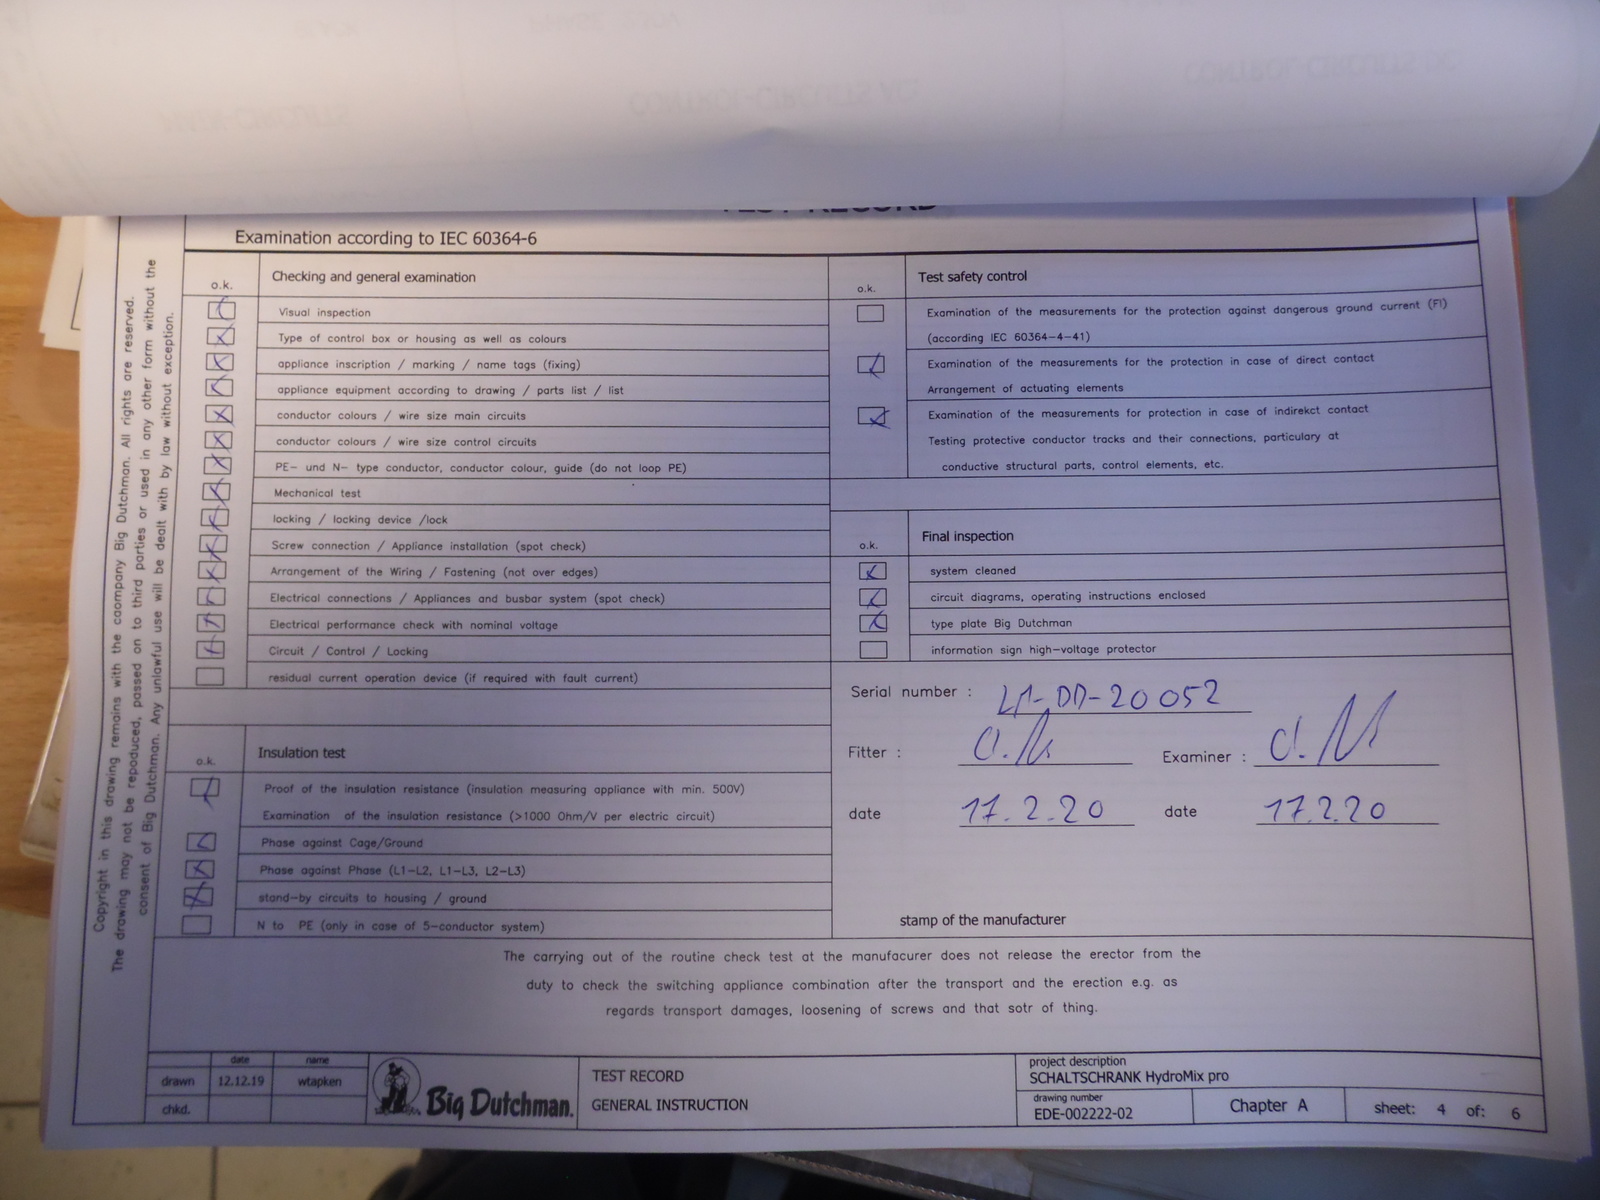 TEST RECORD
Examination according to IEC 60364-6
o.k.
Checking and general examination
Visual inspection
Type of control box or housing as well as colours
appliance inscription / marking / name tags (fixing)
appliance equipment according to drawing / parts list / list
conductor colours / wire size main circuits
conductor colours / wire size control circuits
PE- und N- type conductor, conductor colour, guide (do not loop PE)
Mechanical test
locking / locking device /lock
Screw connection / Appliance installation (spot check)
Arrangement of the Wiring / Fastening (not over edges)
Electrical connections / Appliances and busbar system (spot check)
Electrical performance check with nominal voltage
Circuit / Control / Locking
residual current operation device (if required with fault current)
o.k.
Insulation test
Proof of the insulation resistance (insulation measuring appliance with min. 500V)
Examination of the insulation resistance (>1000 Ohm/V per electric circuit)
Phase against Cage/Ground
Phase against Phase (L1-L2, L1-L3, L2-L3)
stand-by circuits to housing / ground
N to PE (only in case of 5-conductor system)
o.k.
Test safety control
Examination of the measurements for the protection against dangerous ground current (FI)
(according IEC 60364-4-41)
Examination of the measurements for the protection in case of direct contact
Arrangement of actuating elements
Examination of the measurements for protection in case of indirekct contact
Testing protective conductor tracks and their connections, particulary at
conductive structural parts, control elements, etc.
o.k.
Final inspection
system cleaned
circuit diagrams, operating instructions enclosed
type plate Big Dutchman
information sign high-voltage protector
Serial number : -20052
Fitter :
Examiner :
date 17.2.20
date 17.2.20
stamp of the manufacturer
The carrying out of the routine check test at the manufacurer does not release the erector from the
duty to check the switching appliance combination after the transport and the erection e.g. as
regards transport damages, loosening of screws and that sotr of thing.
Copyright in this drawing remains with the caompany Big Dutchman. All rights are reserved.
The drawing may not be repoduced, passed on to third parties or used in any other form without the
consent of Big Dutchman. Any unlawful use will be dealt with by law without exception.
date name
drawn 12.12.19 wtapken
chkd.
Big Dutchman.
TEST RECORD
GENERAL INSTRUCTION
project description
SCHALTSCHRANK HydroMix pro
drawing number
EDE-002222-02
Chapter A
sheet: 4 of: 6